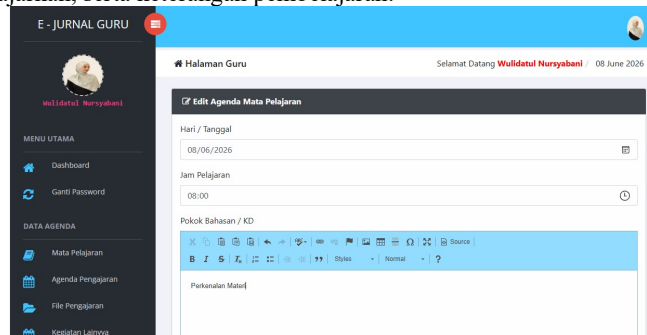 E - JURNAL GURU
Halaman Guru
Selamat Datang Wulidatul Nursyabani / 08 June 2026
Wulidatul Nursyabani
Edit Agenda Mata Pelajaran
Hari / Tanggal
08/06/2026
MENU UTAMA
Dashboard
Ganti Password
Jam Pelajaran
08:00
Pokok Bahasan / KD
Source
B I S Tx Styles Normal ?
DATA AGENDA
Mata Pelajaran
Agenda Pengajaran
File Pengajaran
Kegiatan Lainyya
Perkenalan Materi